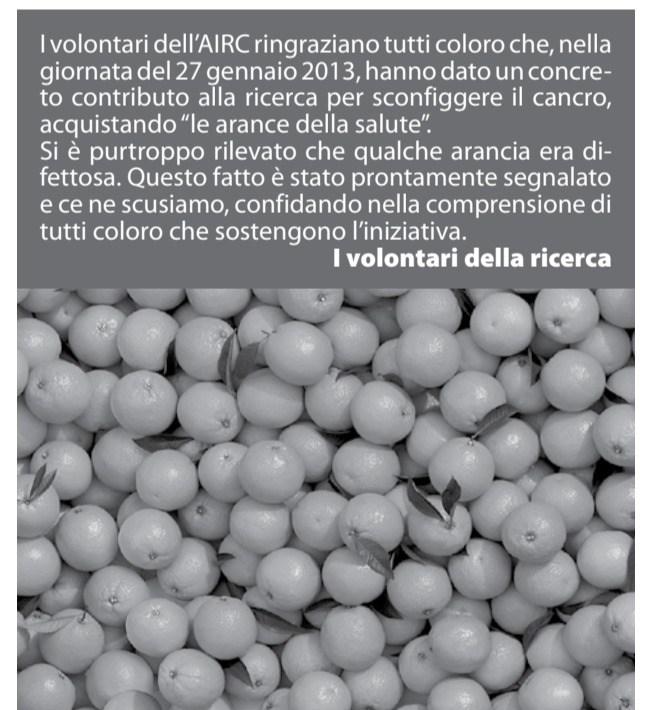 I volontari dell’AIRC ringraziano tutti coloro che, nella
giornata del 27 gennaio 2013, hanno dato un concre-
to contributo alla ricerca per sconfiggere il cancro,
acquistando “le arance della salute”.
Si è purtroppo rilevato che qualche arancia era di-
fettosa. Questo fatto è stato prontamente segnalato
e ce ne scusiamo, confidando nella comprensione di
tutti coloro che sostengono l’iniziativa.
I volontari della ricerca